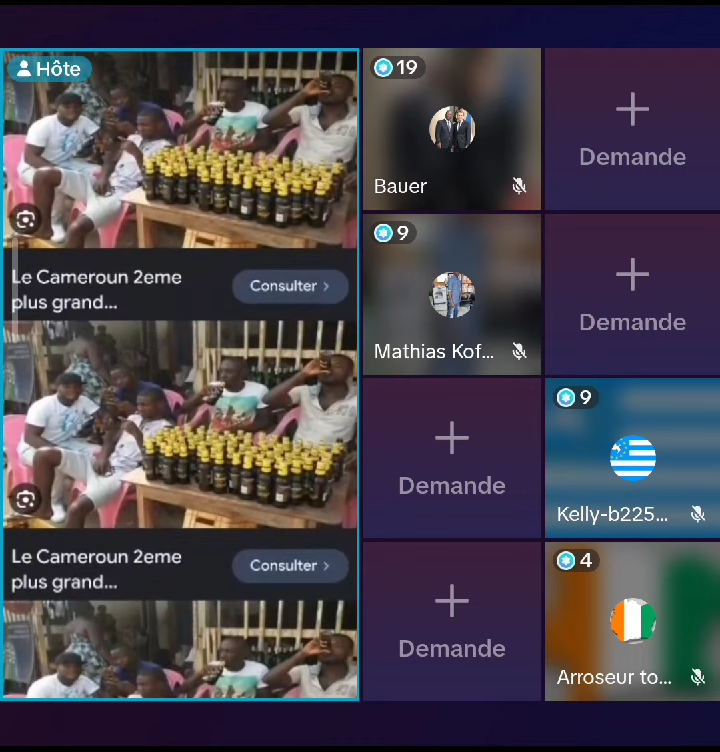 Hôte
Le Cameroun 2eme
plus grand...
Consulter >
Le Cameroun 2eme
plus grand...
Consulter >
19
Bauer
Demande
9
Mathias Kof...
Demande
Demande
9
Kelly-b225...
Demande
4
Arroseur to...